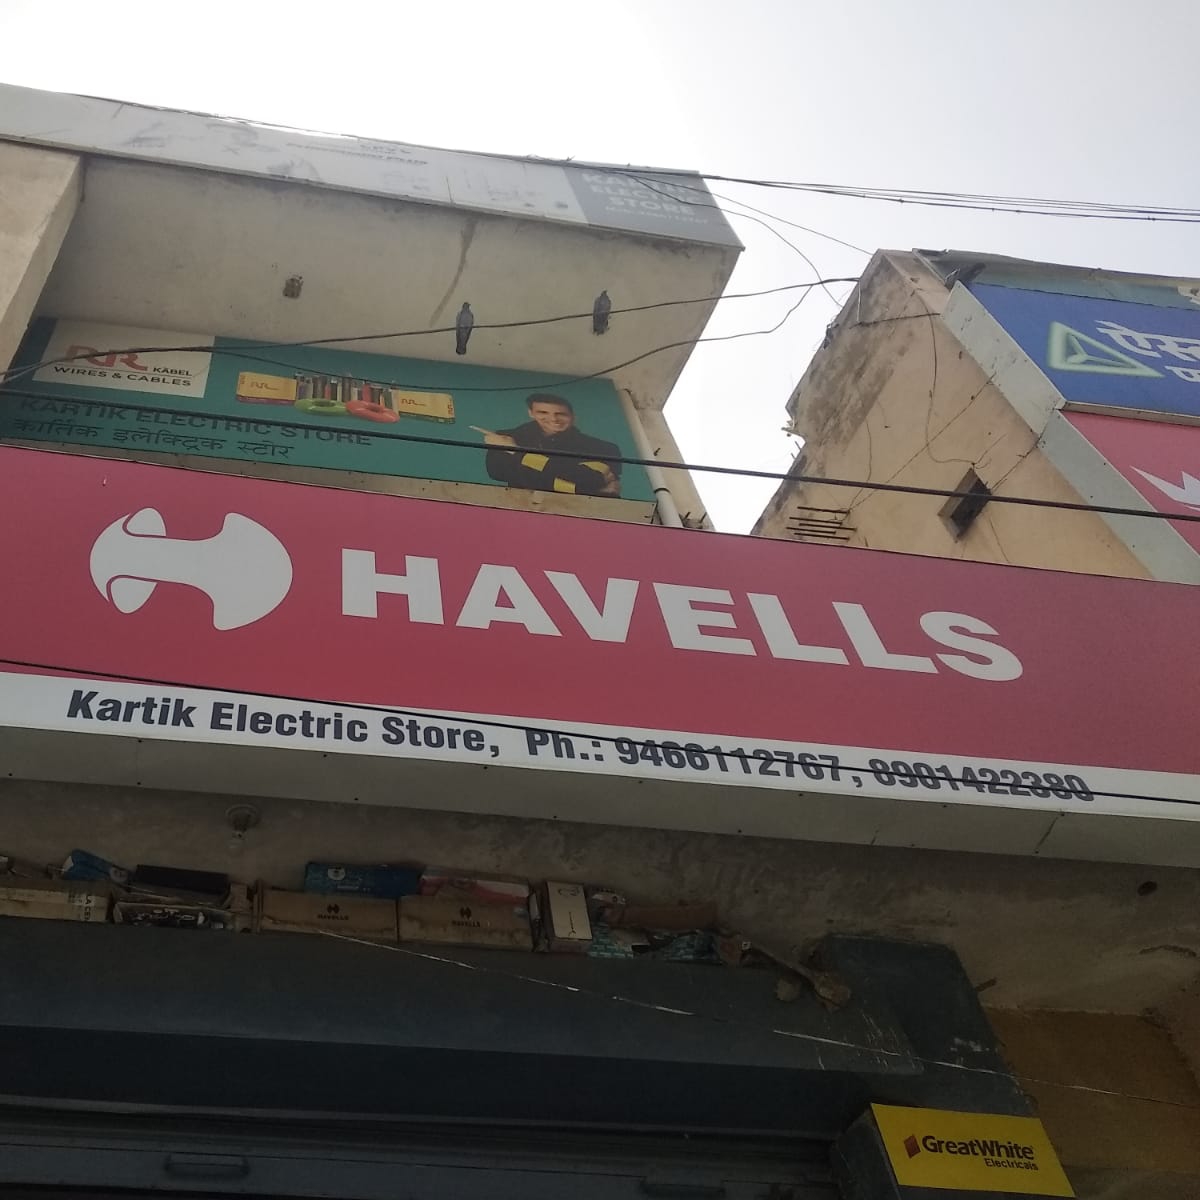 KARTIK
ELECTRIC
STORE
RR KABEL
WIRES & CABLES
KARTIK ELECTRIC STORE
कार्तिक इलेक्ट्रिक स्टोर
HAVELLS
Kartik Electric Store, Ph.: 9466112767, 8901422380
HAVELLS
HAVELLS
GreatWhite
Electricals